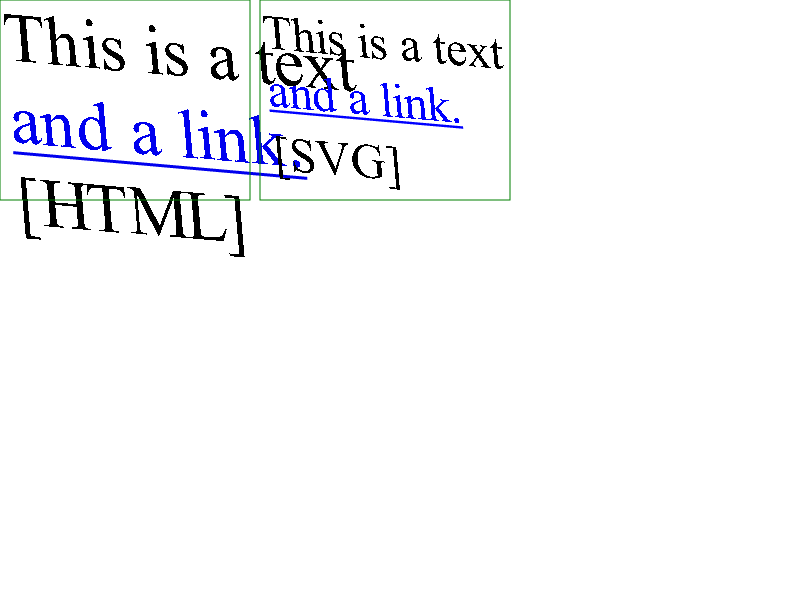 This is a text
and a link.
[HTML]
This is a text
and a link.
[SVG]